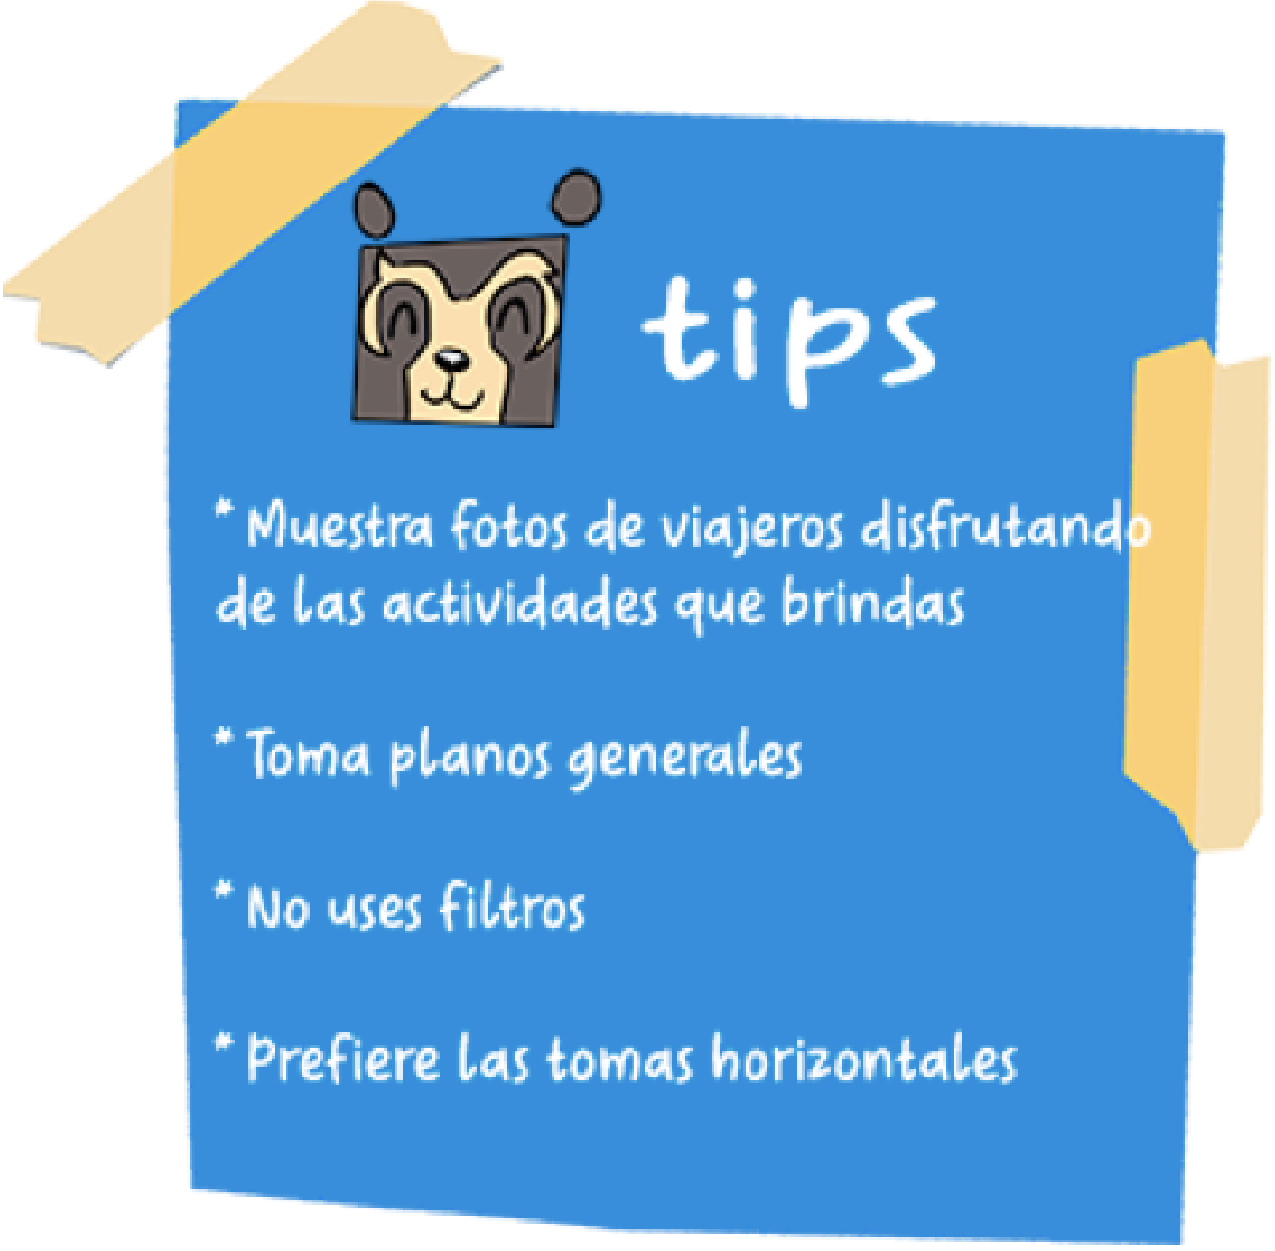 tips
* Muestra fotos de viajeros disfrutando
de las actividades que brindas
* Toma planos generales
* No uses filtros
* Prefiere las tomas horizontales